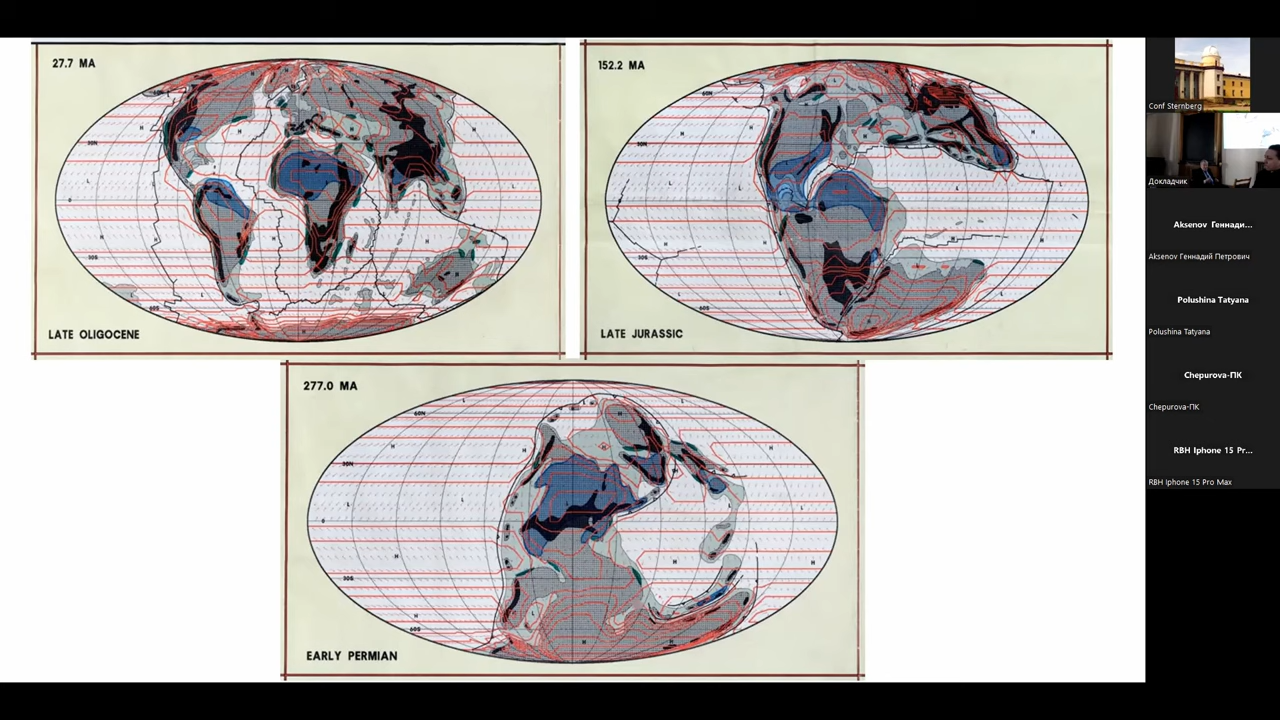 27.7 MA
LATE OLIGOCENE
152.2 MA
LATE JURASSIC
277.0 MA
EARLY PERMIAN
Conf Sternberg
Докладчик
Aksenov Геннади...
Aksenov Геннадий Петрович
Polushina Tatyana
Polushina Tatyana
Chepurova-ПК
Chepurova-ПК
RBH Iphone 15 Pr...
RBH Iphone 15 Pro Max